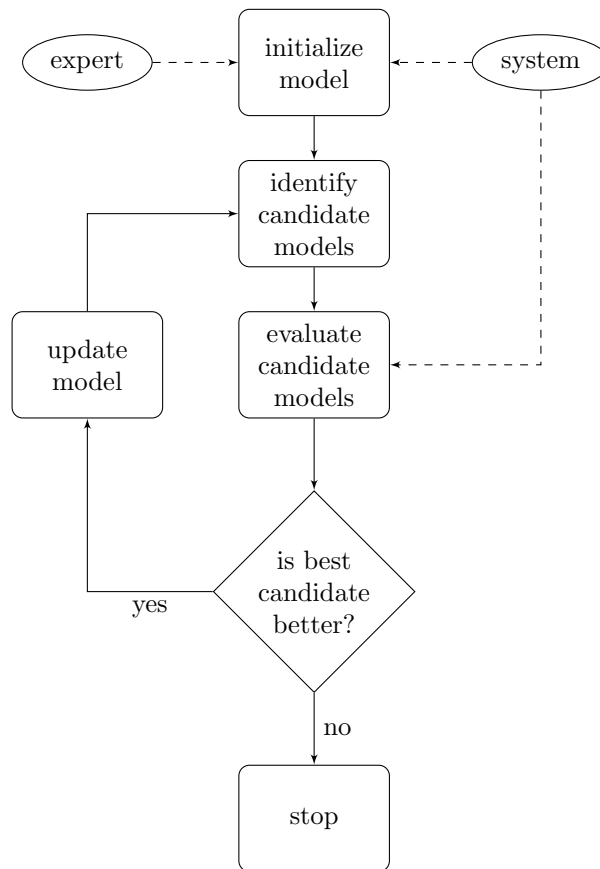 expert
initialize
model
system
identify
candidate
models
update
model
evaluate
candidate
models
is best
candidate
better?
yes
no
stop